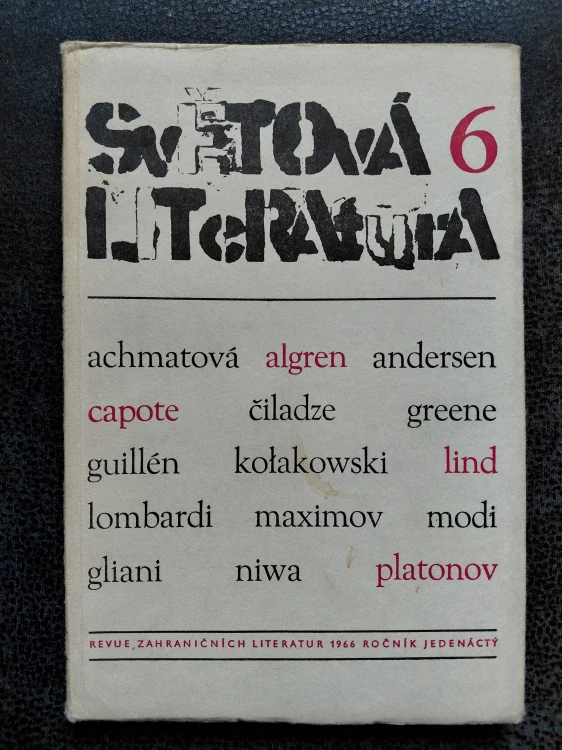 SVĚTOVÁ 6
LITERATURA
achmatová algren andersen
capote čiladze greene
guillén kołakowski lind
lombardi maximov modi
gliani niwa platonov
REVUE ZAHRANIČNÍCH LITERATUR 1966 ROČNÍK JEDENÁCTÝ